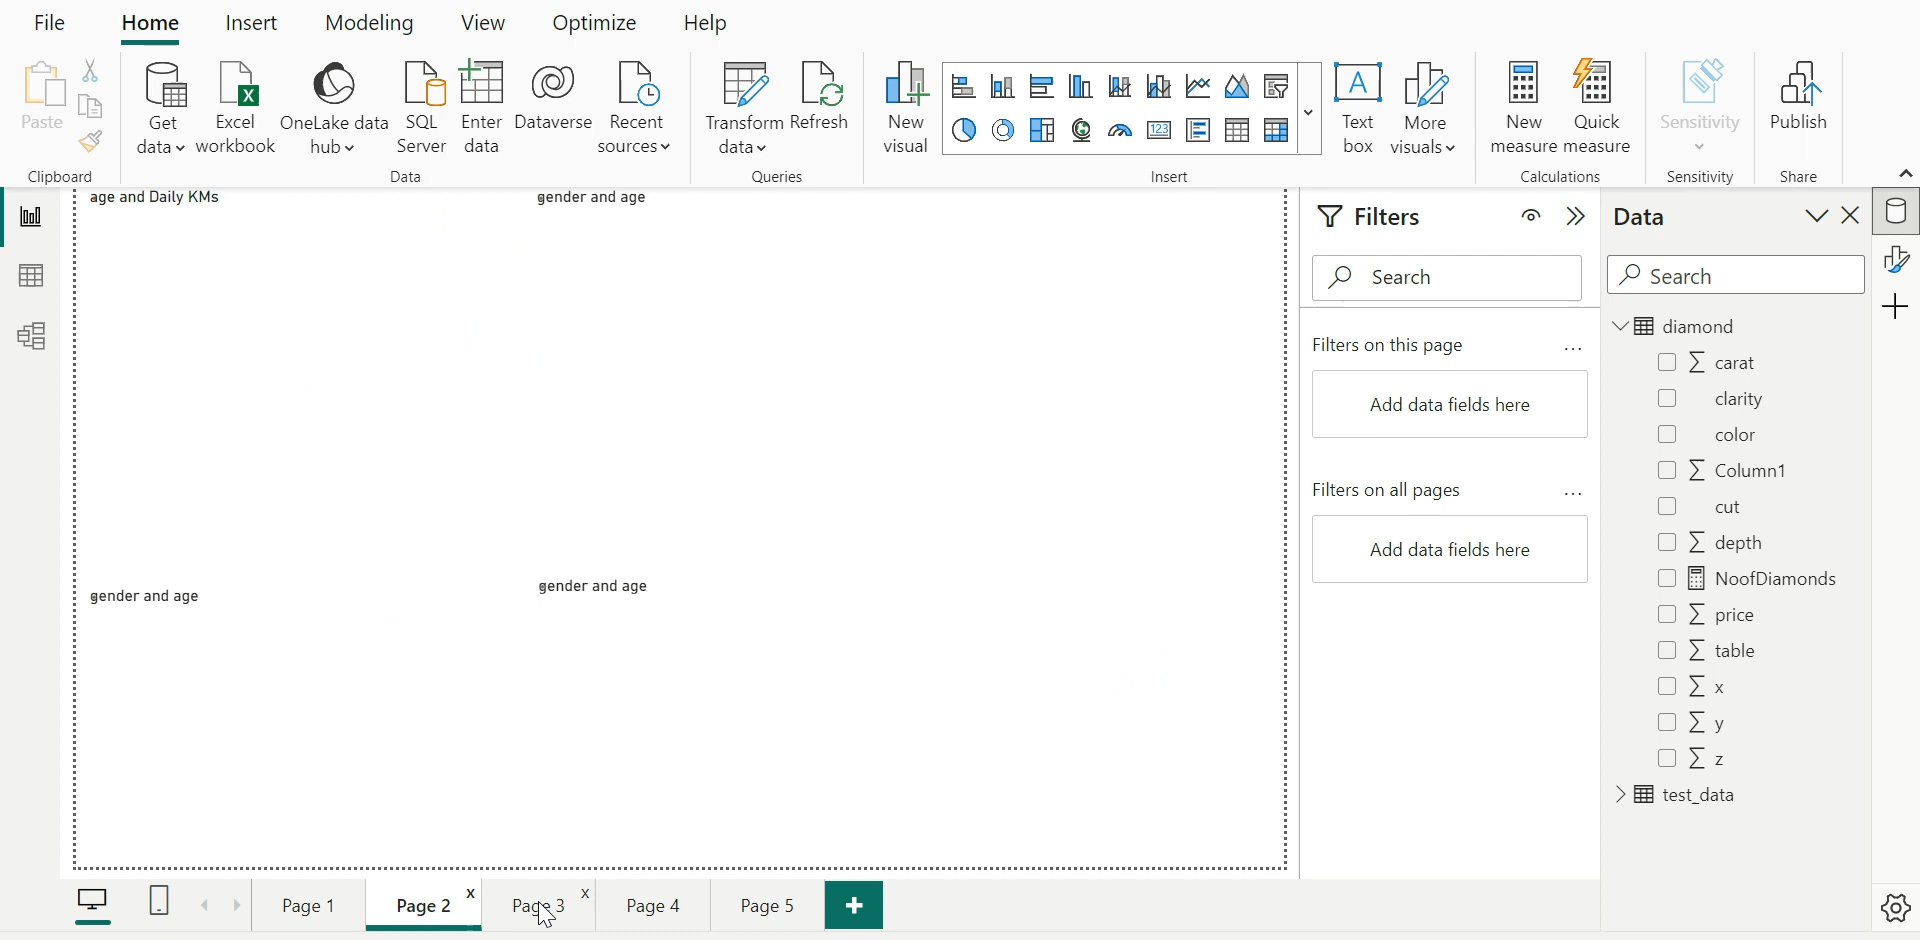 File Home Insert Modeling View Optimize Help
Paste
Get data
Excel workbook
OneLake data hub
SQL Server
Enter data
Dataverse
Recent sources
Transform data
Refresh
New visual
123
A
Text box
More visuals
New measure
Quick measure
Sensitivity
Publish
Clipboard
Data
Queries
Insert
Calculations
Sensitivity
Share
age and Daily KMs
gender and age
gender and age
gender and age
Filters
Search
Filters on this page ...
Add data fields here
Filters on all pages ...
Add data fields here
Data
Search
diamond
∑ carat
clarity
color
∑ Column1
cut
∑ depth
NoofDiamonds
∑ price
∑ table
∑ x
∑ y
∑ z
test_data
Page 1
Page 2 x
Page 3 x
Page 4
Page 5
+